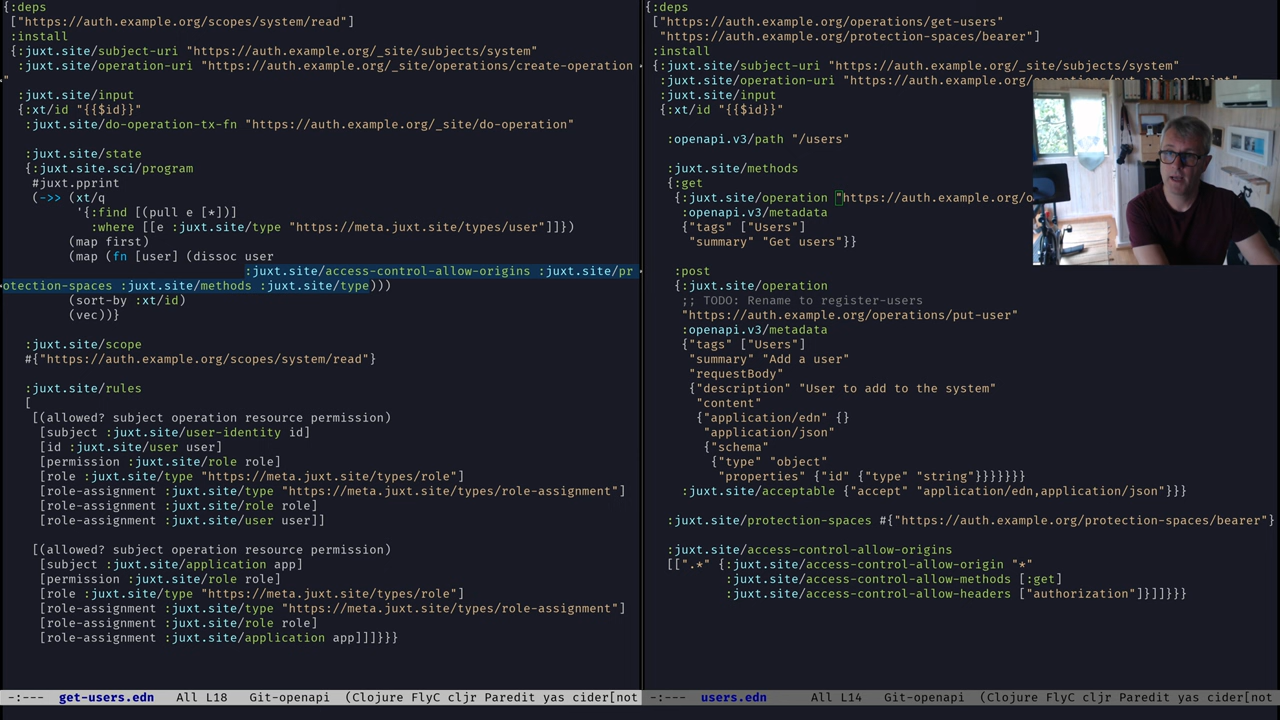 {:deps
["https://auth.example.org/scopes/system/read"]
:install
{:juxt.site/subject-uri "https://auth.example.org/_site/subjects/system"
:juxt.site/operation-uri "https://auth.example.org/_site/operations/create-operation
"
:juxt.site/input
{:xt/id "{{$id}}"
:juxt.site/do-operation-tx-fn "https://auth.example.org/_site/do-operation"
:juxt.site/state
{:juxt.site.sci/program
#juxt.pprint
(->> (xt/q
'{:find [(pull e [*])]
:where [[e :juxt.site/type "https://meta.juxt.site/types/user"]]})
(map first)
(map (fn [user] (dissoc user
:juxt.site/access-control-allow-origins :juxt.site/pr
otection-spaces :juxt.site/methods :juxt.site/type)))
(sort-by :xt/id)
(vec))}
:juxt.site/scope
#{"https://auth.example.org/scopes/system/read"}
:juxt.site/rules
[
[(allowed? subject operation resource permission)
[subject :juxt.site/user-identity id]
[id :juxt.site/user user]
[permission :juxt.site/role role]
[role :juxt.site/type "https://meta.juxt.site/types/role"]
[role-assignment :juxt.site/type "https://meta.juxt.site/types/role-assignment"]
[role-assignment :juxt.site/role role]
[role-assignment :juxt.site/user user]]
[(allowed? subject operation resource permission)
[subject :juxt.site/application app]
[permission :juxt.site/role role]
[role :juxt.site/type "https://meta.juxt.site/types/role"]
[role-assignment :juxt.site/type "https://meta.juxt.site/types/role-assignment"]
[role-assignment :juxt.site/role role]
[role-assignment :juxt.site/application app]]]}}}
-:--- get-users.edn All L18 Git-openapi (Clojure FlyC cljr Paredit yas cider[not
{:deps
["https://auth.example.org/operations/get-users"
"https://auth.example.org/protection-spaces/bearer"]
:install
{:juxt.site/subject-uri "https://auth.example.org/_site/subjects/system"
:juxt.site/operation-uri "https://auth.example.org/operations/put-api-endpoint"
:juxt.site/input
{:xt/id "{{$id}}"
:openapi.v3/path "/users"
:juxt.site/methods
{:get
{:juxt.site/operation "https://auth.example.org/o
:openapi.v3/metadata
{"tags" ["Users"]
"summary" "Get users"}}
:post
{:juxt.site/operation
;; TODO: Rename to register-users
"https://auth.example.org/operations/put-user"
:openapi.v3/metadata
{"tags" ["Users"]
"summary" "Add a user"
"requestBody"
{"description" "User to add to the system"
"content"
{"application/edn" {}
"application/json"
{"schema"
{"type" "object"
"properties" {"id" {"type" "string"}}}}}}}
:juxt.site/acceptable {"accept" "application/edn,application/json"}}}
:juxt.site/protection-spaces #{"https://auth.example.org/protection-spaces/bearer"}
:juxt.site/access-control-allow-origins
[[".*" {:juxt.site/access-control-allow-origin "*"
:juxt.site/access-control-allow-methods [:get]
:juxt.site/access-control-allow-headers ["authorization"]}]]}}}
-:--- users.edn All L14 Git-openapi (Clojure FlyC cljr Paredit yas cider[not